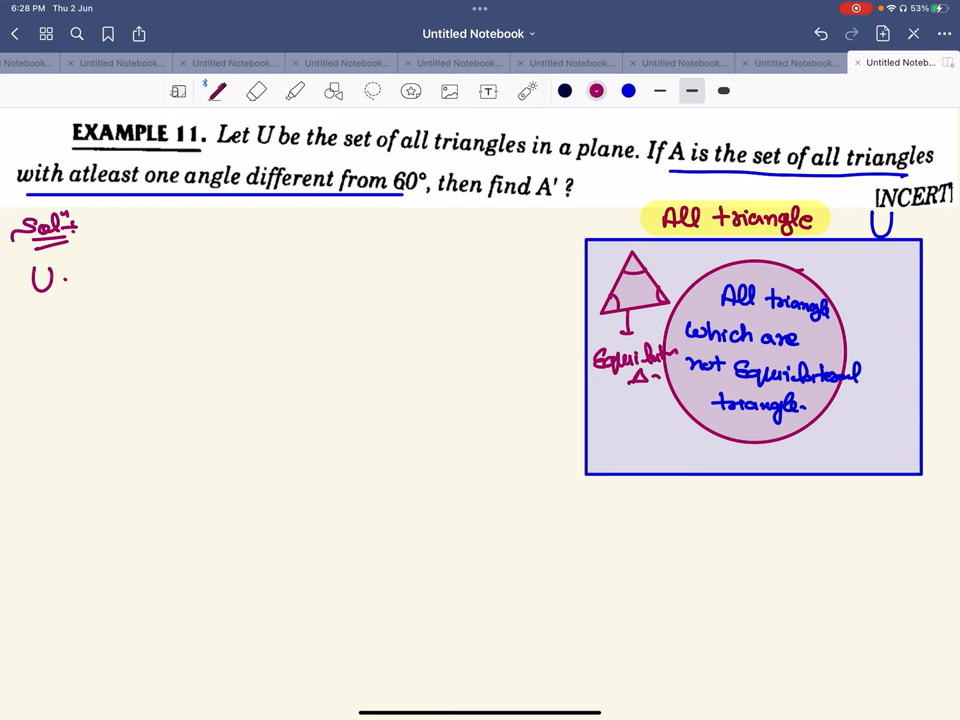 6:28 PM Thu 2 Jun
53%
Untitled Notebook
Notebook... Untitled Notebook... Untitled Notebook... Untitled Notebook... Untitled Notebook... Untitled Notebook... Untitled Notebook... Untitled Notebook... Untitled Noteb...
EXAMPLE 11. Let U be the set of all triangles in a plane. If A is the set of all triangles
with atleast one angle different from 60°, then find A' ?
[NCERT]
Solⁿ:
All triangle
U
U
All triangle
which are
not Equilateral
triangle.
Δ